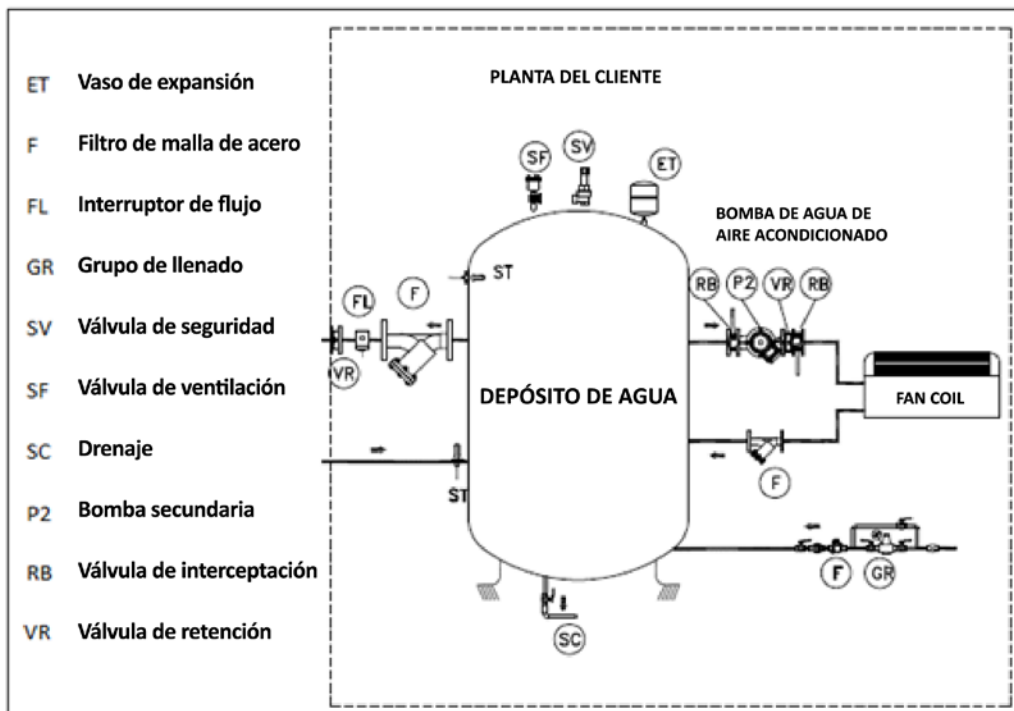 ET Vaso de expansión
F Filtro de malla de acero
FL Interruptor de flujo
GR Grupo de llenado
SV Válvula de seguridad
SF Válvula de ventilación
SC Drenaje
P2 Bomba secundaria
RB Válvula de interceptación
VR Válvula de retención
PLANTA DEL CLIENTE
SF
SV
ET
BOMBA DE AGUA DE
AIRE ACONDICIONADO
ST
FL
F
RB
P2
VR
RB
VR
DEPÓSITO DE AGUA
FAN COIL
ST
F
F
GR
SC